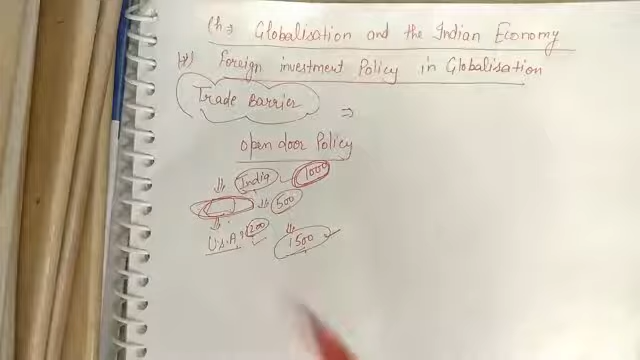 Ch ⇒ Globalisation and the Indian Economy
Foreign investment Policy in Globalisation
Trade Barrier ⇒
open door Policy
India 1000
⇓ ⇓ 500
U.S.A 200 1500